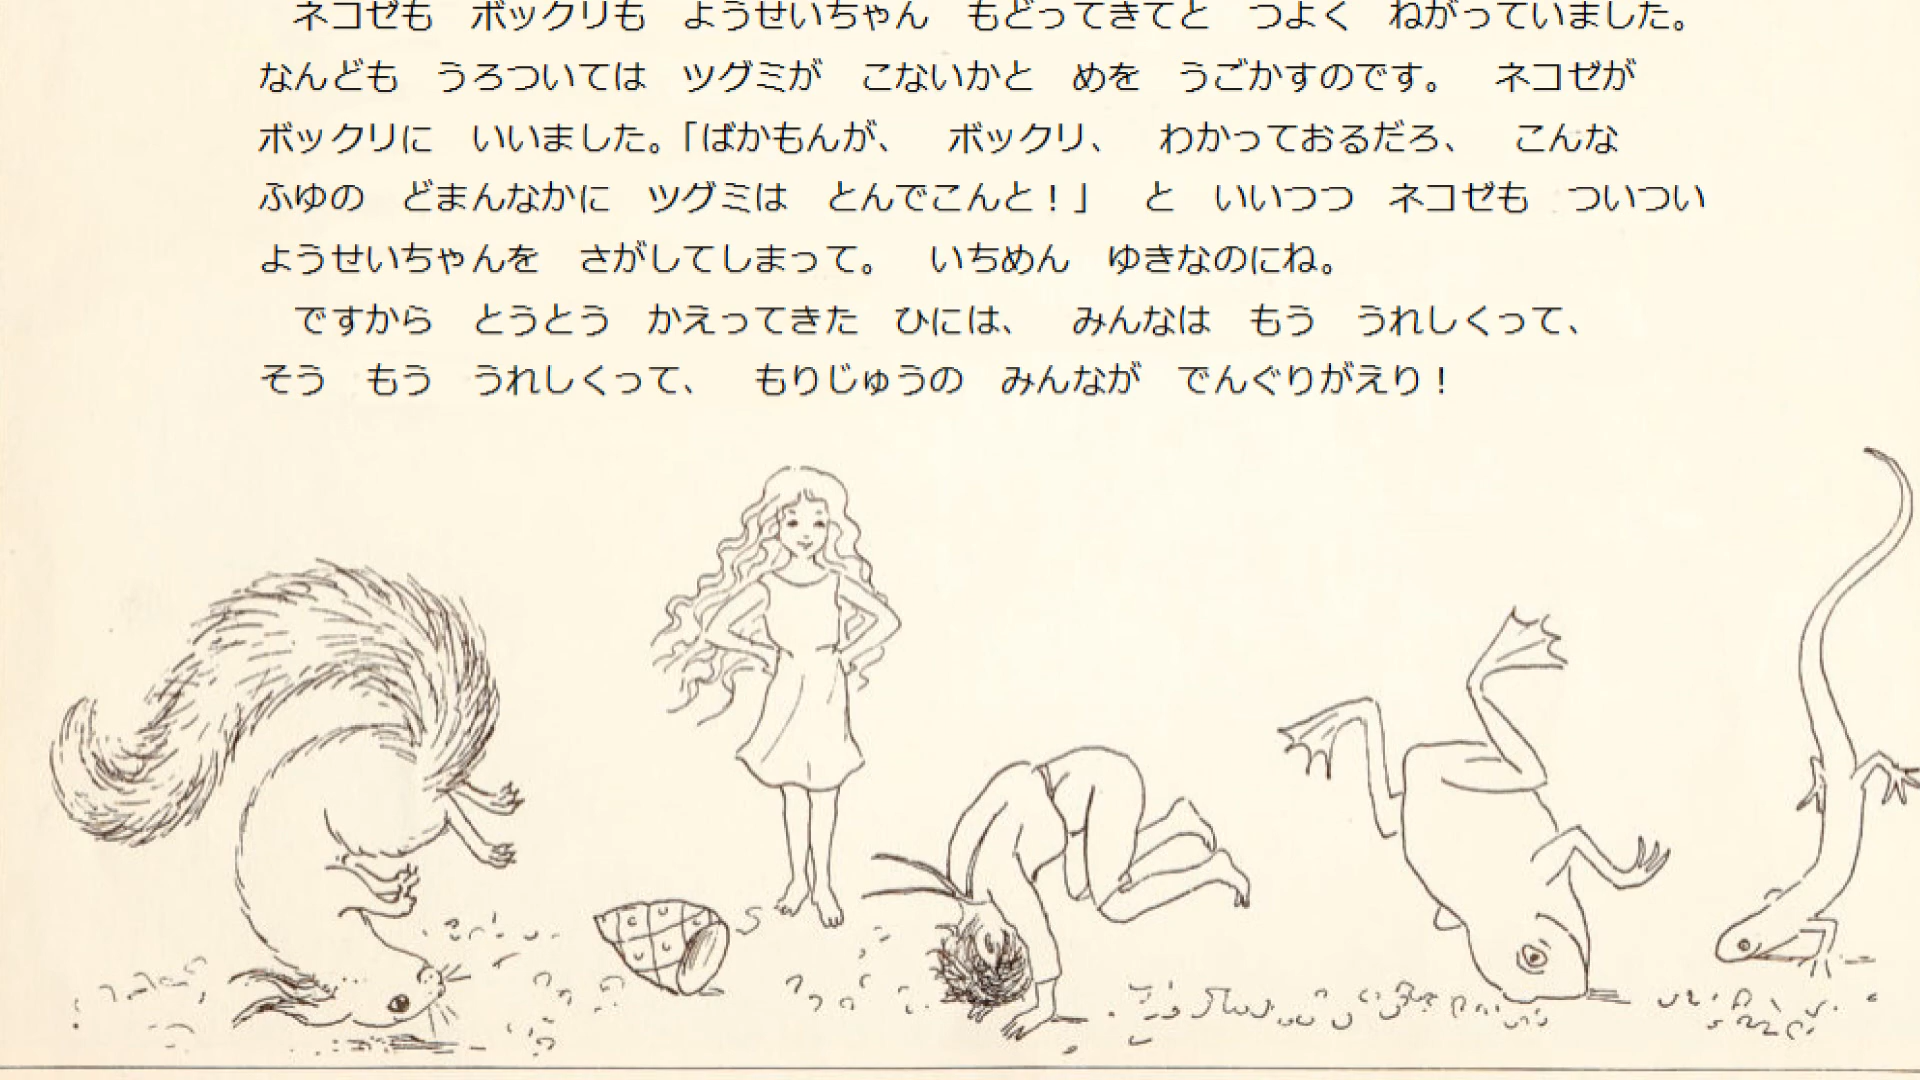 ネコゼも　ボックリも　ようせいちゃん　もどってきてと　つよく　ねがっていました。
なんども　うろついては　ツグミが　こないかと　めを　うごかすのです。　ネコゼが
ボックリに　いいました。「ばかもんが、　ボックリ、　わかっておるだろ、　こんな
ふゆの　どまんなかに　ツグミは　とんでこんと！」　と　いいつつ　ネコゼも　ついつい
ようせいちゃんを　さがしてしまって。　いちめん　ゆきなのにね。
ですから　とうとう　かえってきた　ひには、　みんなは　もう　うれしくって、
そう　もう　うれしくって、　もりじゅうの　みんなが　でんぐりがえり！